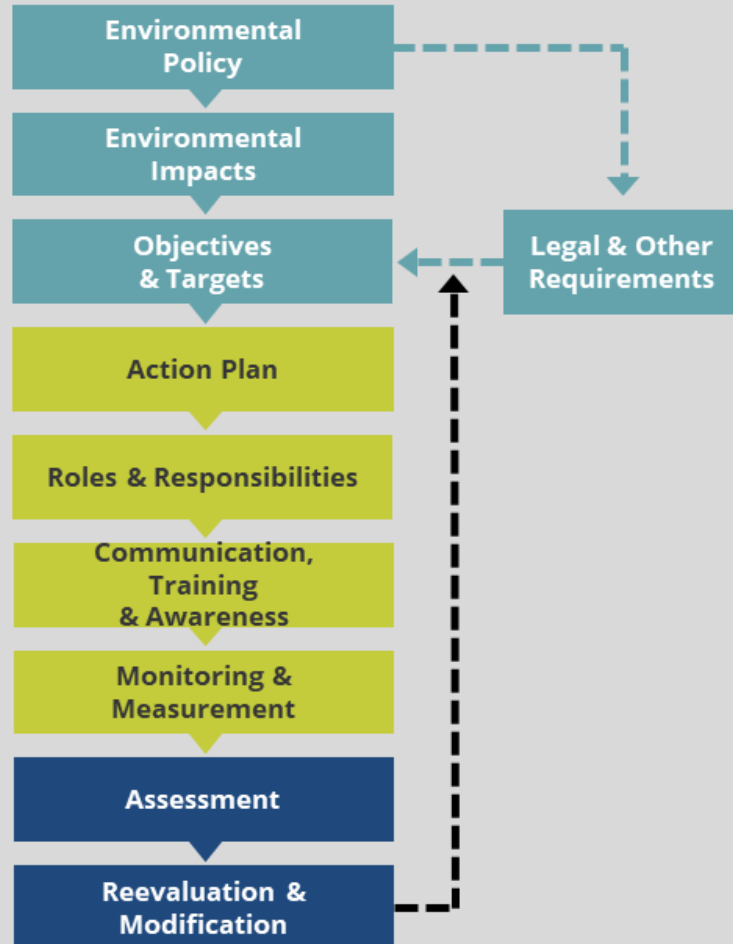 Environmental
Policy
Environmental
Impacts
Objectives
& Targets
Legal & Other
Requirements
Action Plan
Roles & Responsibilities
Communication,
Training
& Awareness
Monitoring &
Measurement
Assessment
Reevaluation &
Modification